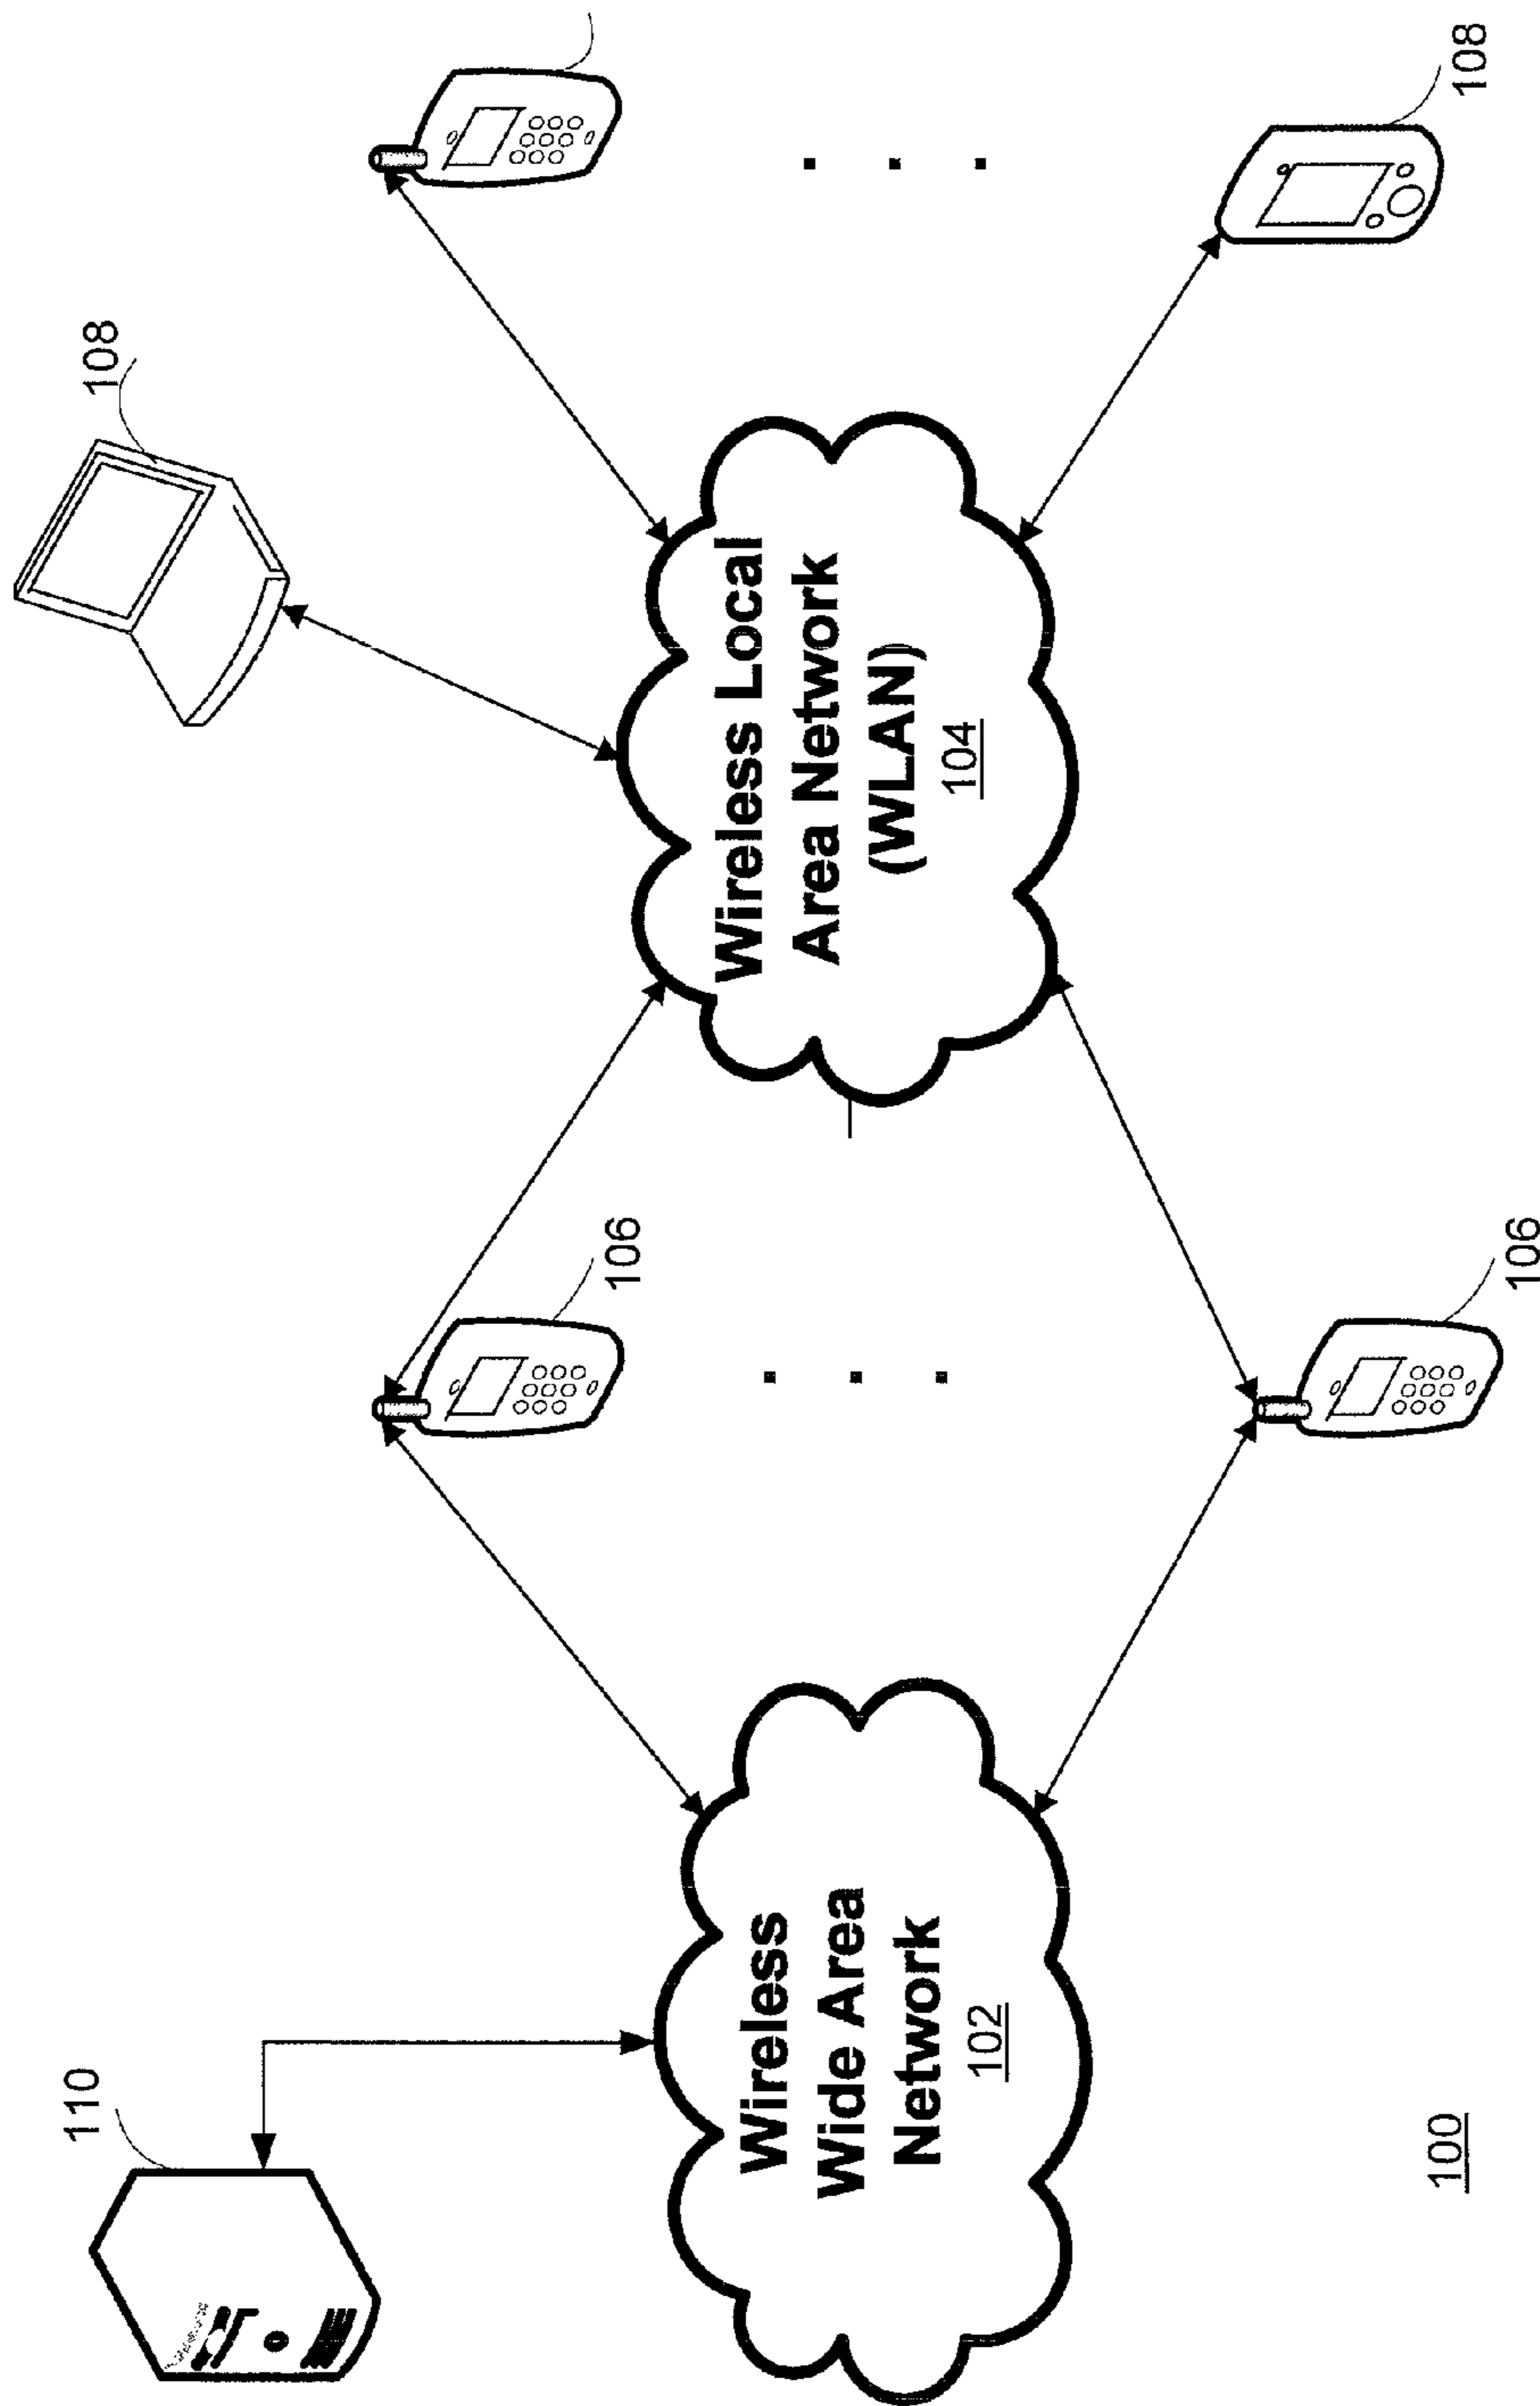 110
108
Wireless
Wide Area
Network
102
106
Wireless Local
Area Network
(WLAN)
104
106
108
100